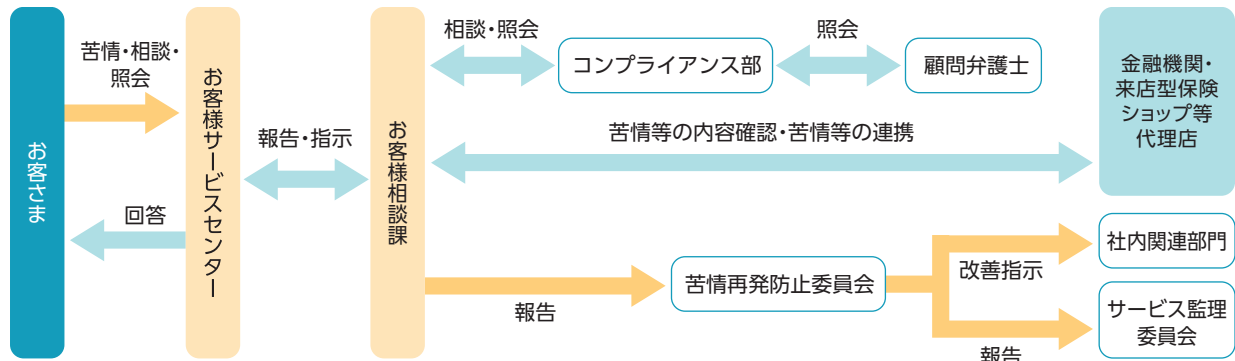 お客さま
苦情・相談・
照会
回答
お客様サービスセンター
報告・指示
お客様相談課
相談・照会
コンプライアンス部
照会
顧問弁護士
苦情等の内容確認・苦情等の連携
金融機関・
来店型保険
ショップ等
代理店
報告
苦情再発防止委員会
改善指示
社内関連部門
報告
サービス監理
委員会